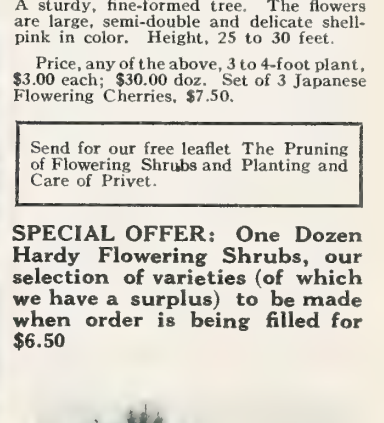 A sturdy, fine-formed tree. The flowers
are large, semi-double and delicate shell-
pink in color. Height, 25 to 30 feet.
Price, any of the above, 3 to 4-foot plant,
$3.00 each; $30.00 doz. Set of 3 Japanese
Flowering Cherries, $7.50.
Send for our free leaflet The Pruning
of Flowering Shrubs and Planting and
Care of Privet.
SPECIAL OFFER: One Dozen
Hardy Flowering Shrubs, our
selection of varieties (of which
we have a surplus) to be made
when order is being filled for
$6.50